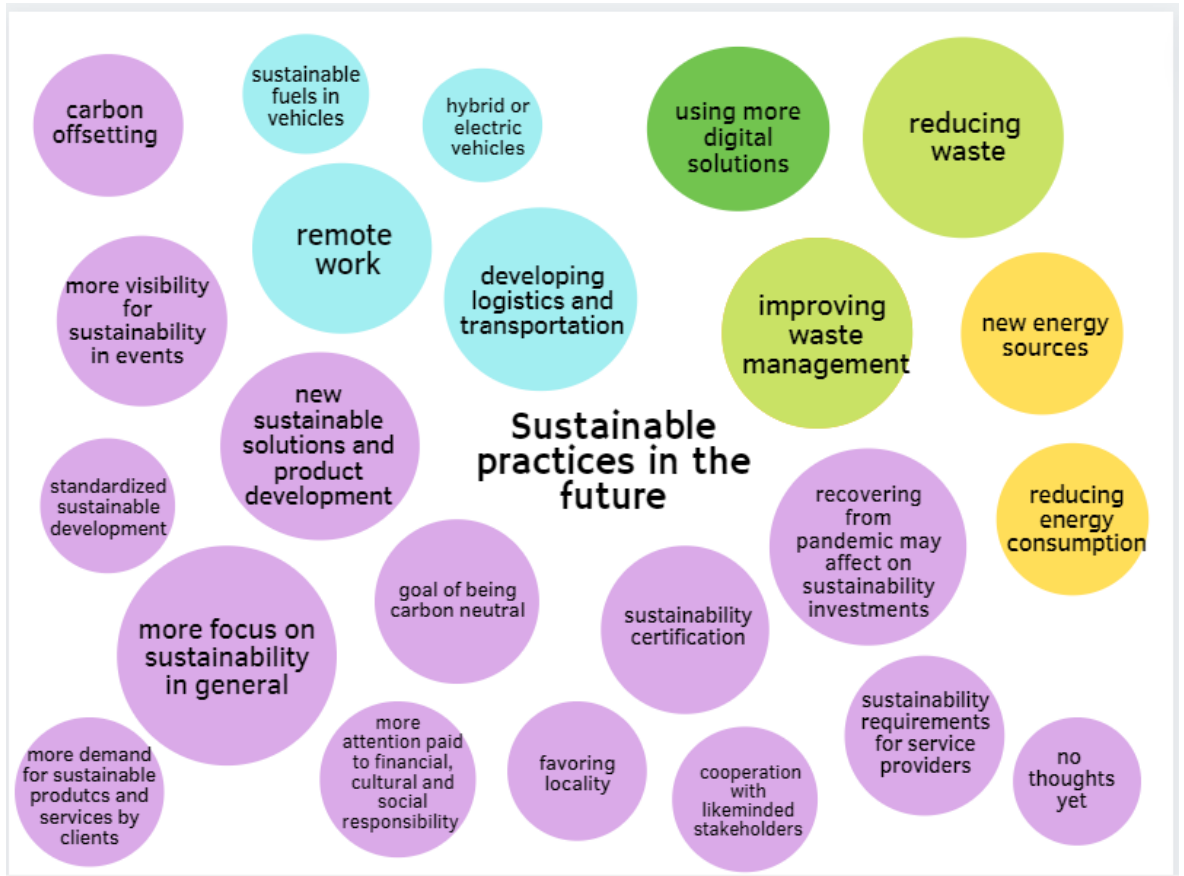 carbon
offsetting
sustainable
fuels in
vehicles
hybrid or
electric
vehicles
using more
digital
solutions
reducing
waste
remote
work
developing
logistics and
transportation
more visibility
for
sustainability
in events
improving
waste
management
new energy
sources
new
sustainable
solutions and
product
development
Sustainable
practices in the
future
standardized
sustainable
development
recovering
from
pandemic may
affect on
sustainability
investments
reducing
energy
consumption
goal of being
carbon neutral
sustainability
certification
more focus on
sustainability
in general
more demand
for sustainable
produtcs and
services by
clients
more
attention paid
to financial,
cultural and
social
responsibility
favoring
locality
cooperation
with
likeminded
stakeholders
sustainability
requirements
for service
providers
no
thoughts
yet